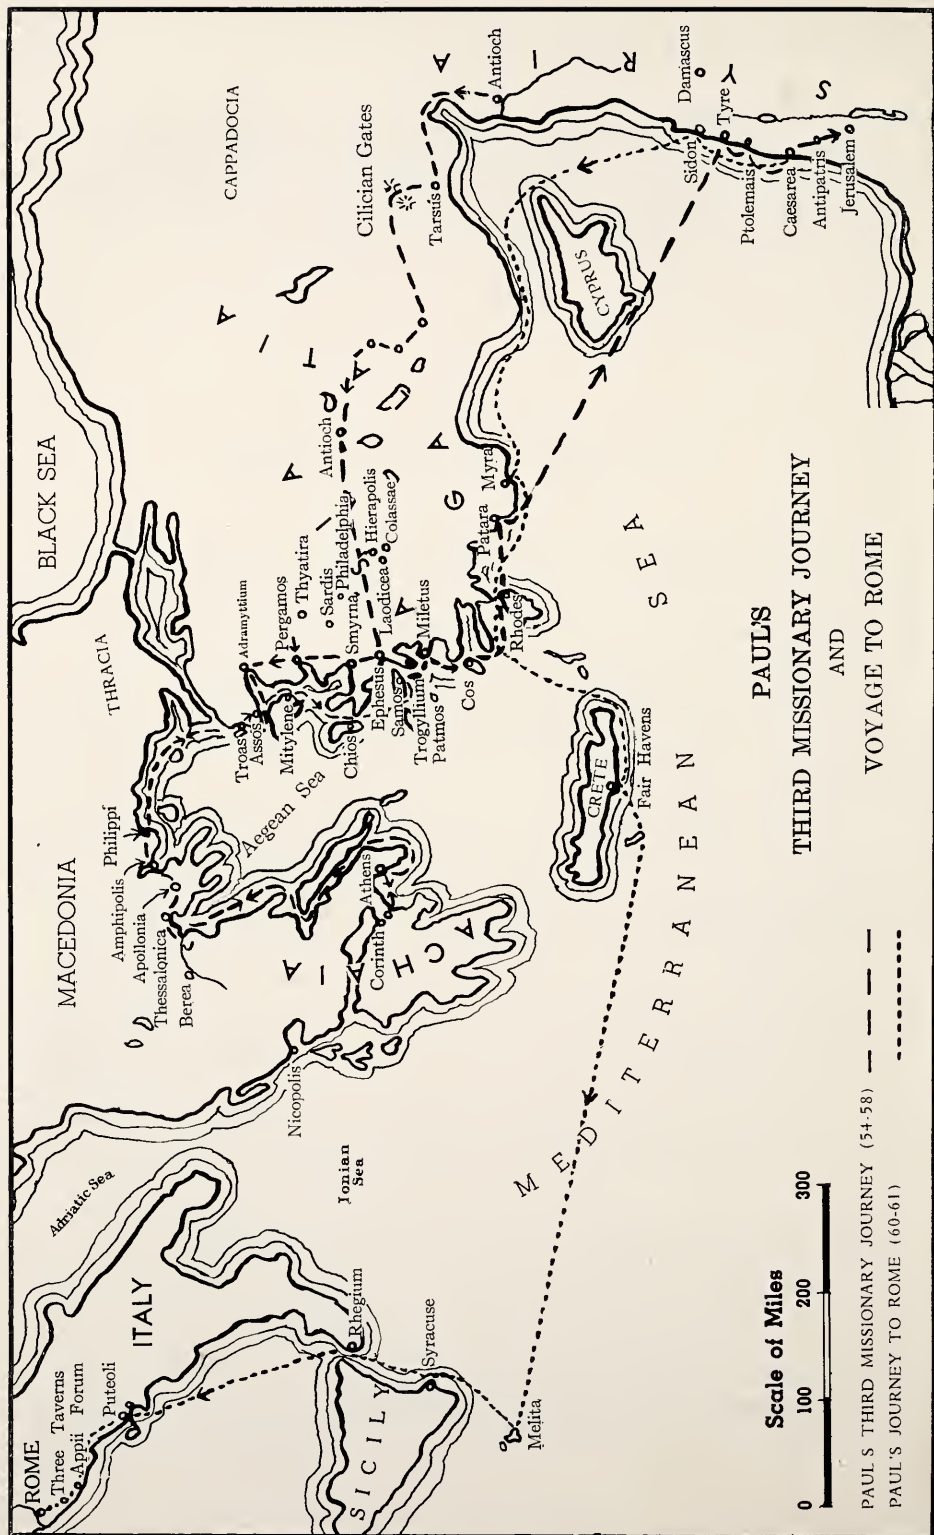 BLACK SEA
MACEDONIA
THRACIA
CAPPADOCIA
Adriatic Sea
ITALY
ROME
Three Taverns
Appii Forum
Puteoli
Rhegium
SICILY
Syracuse
Melita
Ionian
Sea
Nicopolis
Amphipolis
Philippi
Apollonia
Thessalonica
Berea
Aegean Sea
ACHAIA
Athens
Corinth
Troas
Assos
Adramyttium
Mitylene
Pergamos
Thyatira
Sardis
Philadelphia
Smyrna
Chios
Ephesus
Laodicea
Hierapolis
Colassae
Samos
Trogyllium
Miletus
Patmos
Cos
Rhodes
Patara
Myra
Antioch
GALATIA
Cilician Gates
Tarsus
Antioch
SYRIA
CYPRUS
CRETE
Fair Havens
MEDITERRANEAN SEA
Damiascus
Sidon
Tyre
Ptolemais
Caesarea
Antipatris
Jerusalem
PAUL'S
THIRD MISSIONARY JOURNEY
AND
VOYAGE TO ROME
Scale of Miles
0 100 200 300
PAUL S THIRD MISSIONARY JOURNEY (54-58)
PAUL'S JOURNEY TO ROME (60-61)